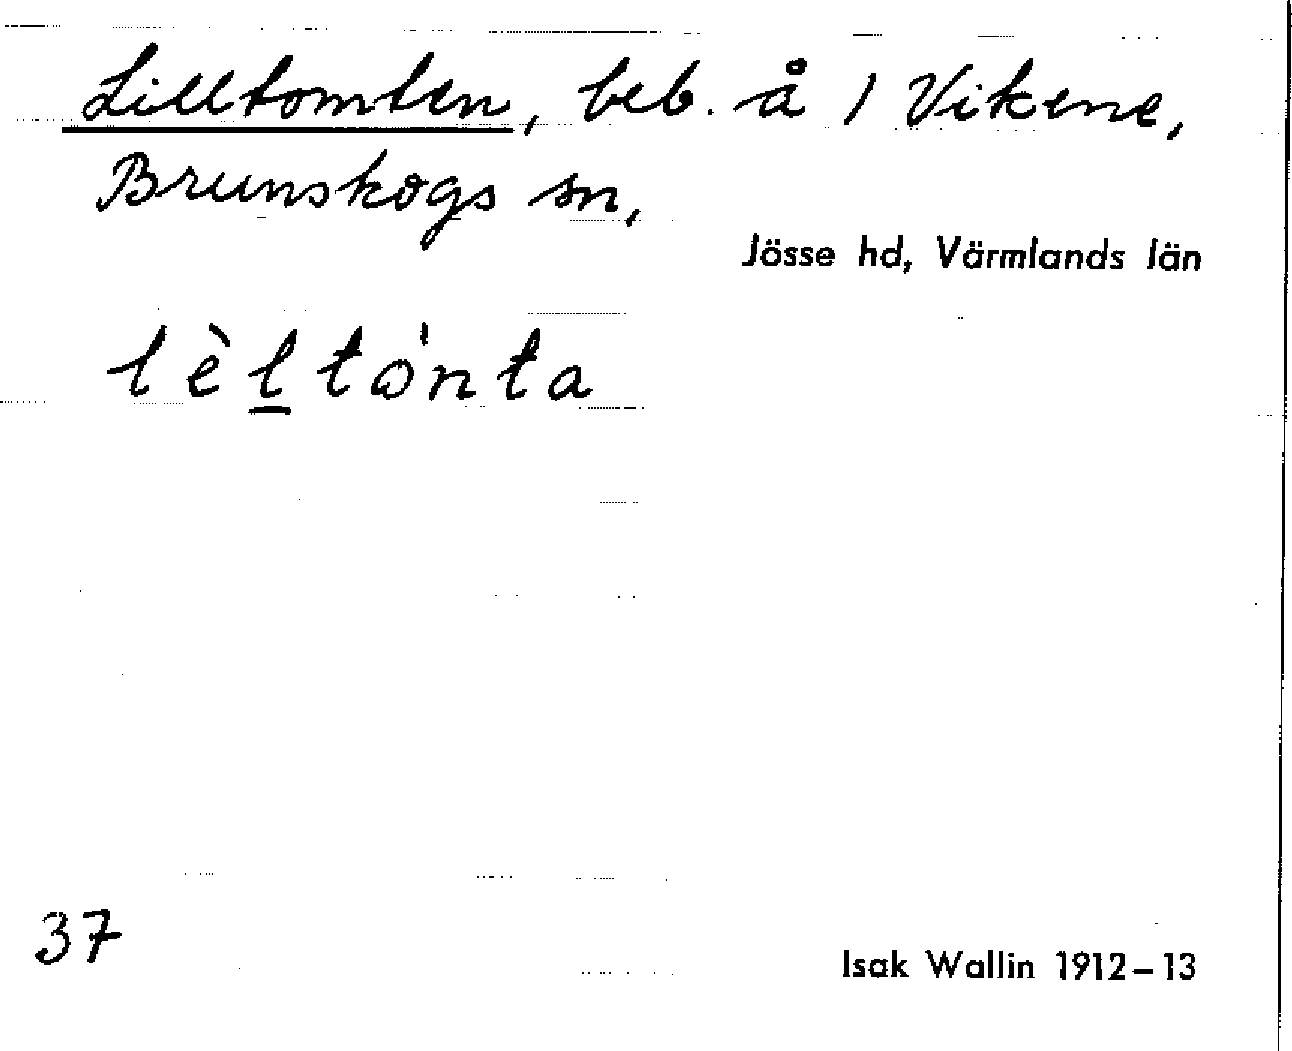 Lilltomten, beb. å 1 Vikene,
Brunskogs sn,
Jösse hd, Värmlands län
lèltònta
37
Isak Wallin 1912–13